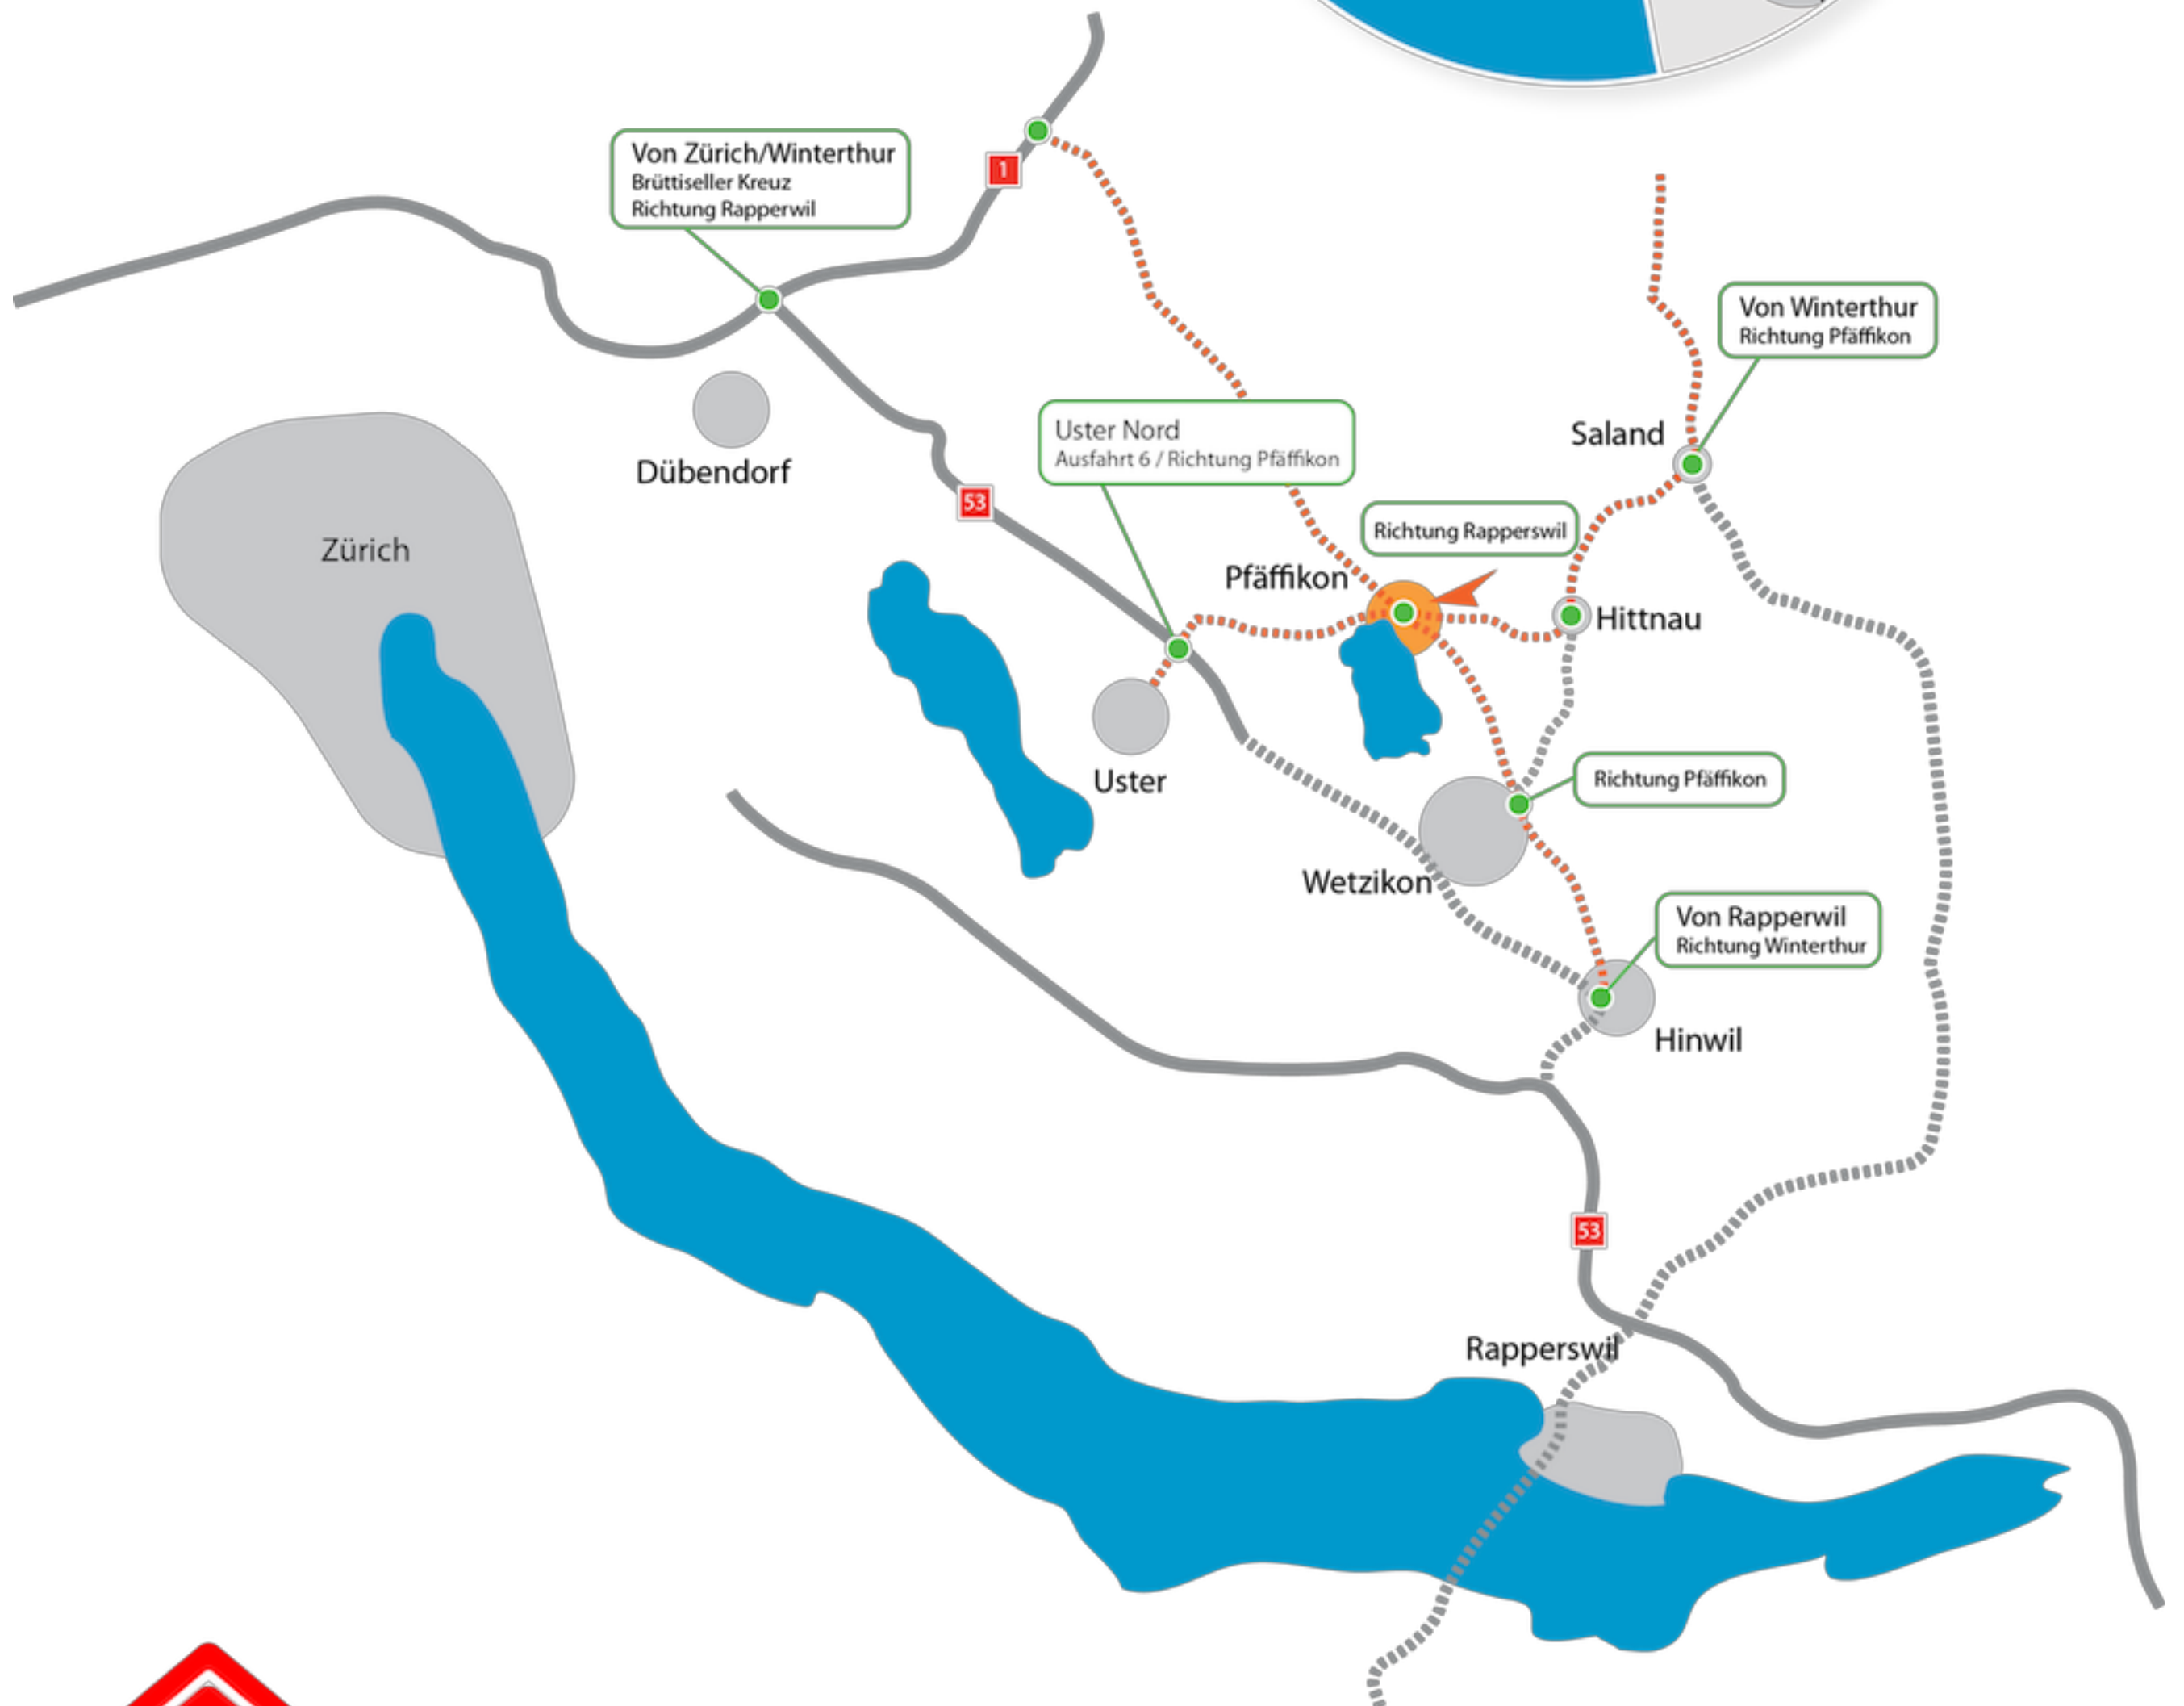 Von Zürich/Winterthur
Brüttiseller Kreuz
Richtung Rapperwil
1
Von Winterthur
Richtung Pfäffikon
Saland
Uster Nord
Ausfahrt 6 / Richtung Pfäffikon
Dübendorf
53
Richtung Rapperswil
Zürich
Pfäffikon
Hittnau
Uster
Richtung Pfäffikon
Wetzikon
Von Rapperwil
Richtung Winterthur
Hinwil
53
Rapperswil